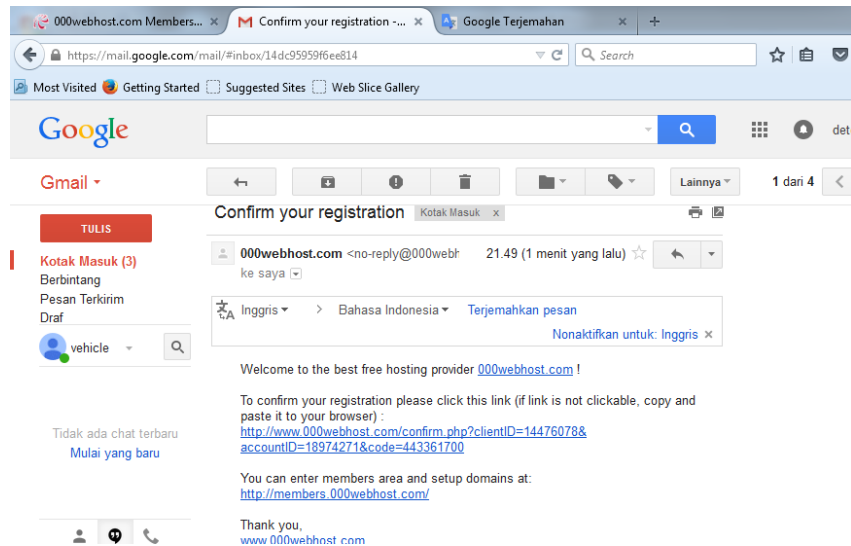 000webhost.com Members...
Confirm your registration -...
Google Terjemahan
https://mail.google.com/mail/#inbox/14dc95959f6ee814
Search
Most Visited Getting Started Suggested Sites Web Slice Gallery
Google
det
Gmail
Lainnya
1 dari 4
TULIS
Confirm your registration Kotak Masuk x
Kotak Masuk (3)
Berbintang
Pesan Terkirim
Draf
vehicle
Tidak ada chat terbaru
Mulai yang baru
000webhost.com <no-reply@000webh 21.49 (1 menit yang lalu)
ke saya
Inggris > Bahasa Indonesia Terjemahkan pesan
Nonaktifkan untuk: Inggris x
Welcome to the best free hosting provider 000webhost.com !
To confirm your registration please click this link (if link is not clickable, copy and
paste it to your browser) :
http://www.000webhost.com/confirm.php?clientID=14476078&
accountID=18974271&code=443361700
You can enter members area and setup domains at:
http://members.000webhost.com/
Thank you,
www.000webhost.com